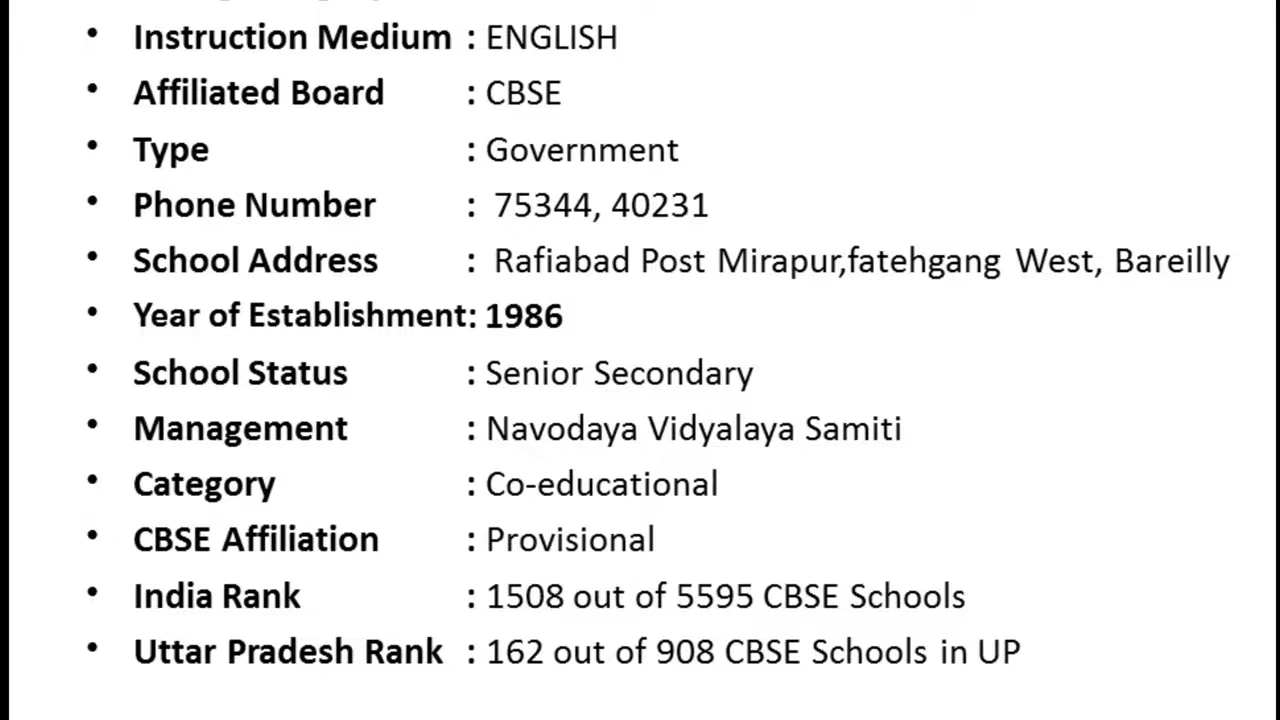 • Instruction Medium : ENGLISH
• Affiliated Board : CBSE
• Type : Government
• Phone Number : 75344, 40231
• School Address : Rafiabad Post Mirapur,fatehgang West, Bareilly
• Year of Establishment: 1986
• School Status : Senior Secondary
• Management : Navodaya Vidyalaya Samiti
• Category : Co-educational
• CBSE Affiliation : Provisional
• India Rank : 1508 out of 5595 CBSE Schools
• Uttar Pradesh Rank : 162 out of 908 CBSE Schools in UP